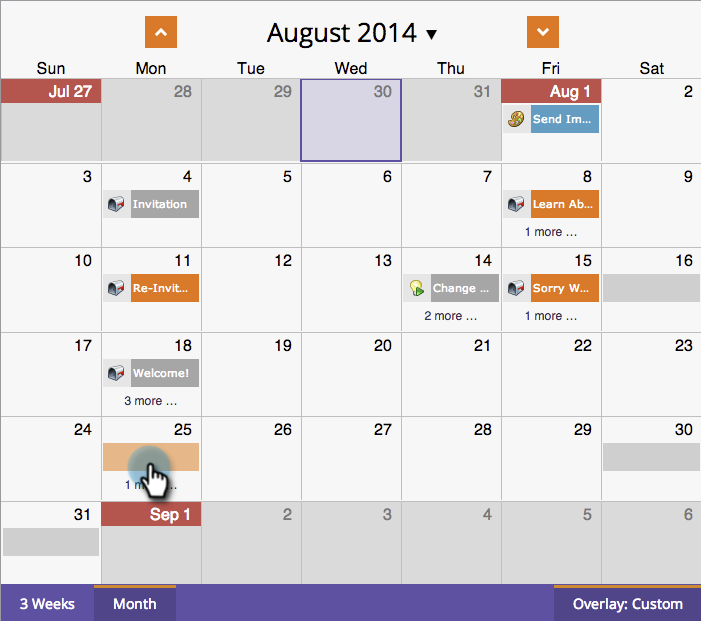 August 2014 ▼
Sun Mon Tue Wed Thu Fri Sat
Jul 27 28 29 30 31 Aug 1 2
Send Im...
3 4 5 6 7 8 9
Invitation Learn Ab...
1 more ...
10 11 12 13 14 15 16
Re-Invit... Change ... Sorry W...
2 more ... 1 more ...
17 18 19 20 21 22 23
Welcome!
3 more ...
24 25 26 27 28 29 30
1
31 Sep 1 2 3 4 5 6
3 Weeks Month Overlay: Custom